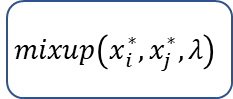 mixup(x_i^*, x_j^*, λ)